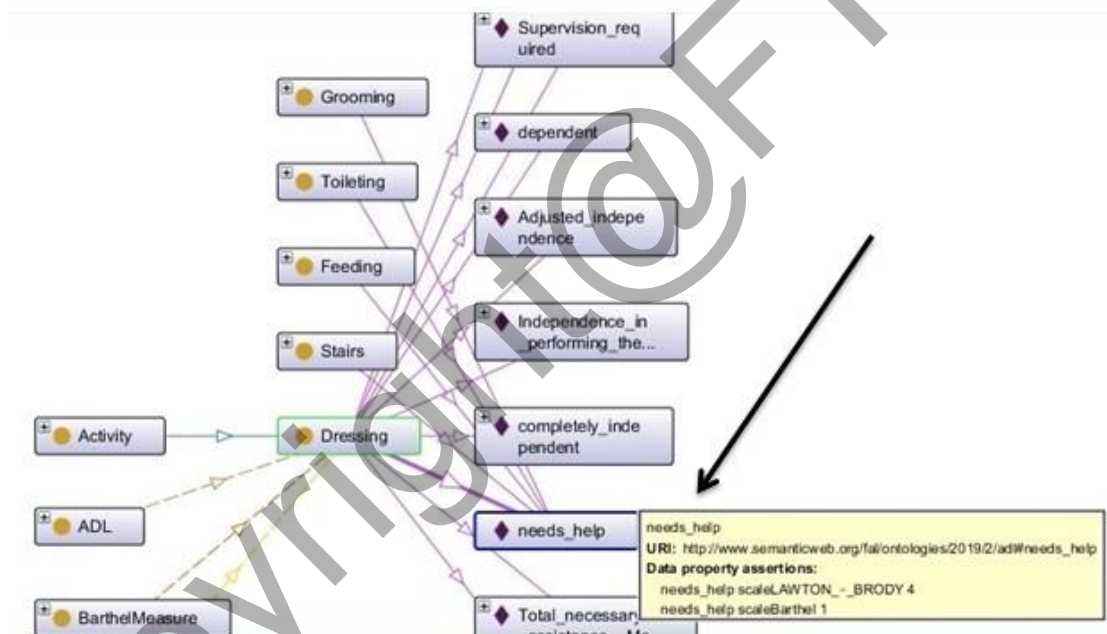 Supervision_req
uired
Grooming
dependent
Toileting
Adjusted_indepe
ndence
Feeding
Independence_in
_performing_the...
Stairs
completely_inde
pendent
Activity
Dressing
needs_help
ADL
needs_help
URI: http://www.semanticweb.org/fal/ontologies/2019/2/adl#needs_help
Data property assertions:
needs_help scaleLAWTON_-_BRODY 4
needs_help scaleBarthel 1
BarthelMeasure
Total_necessary